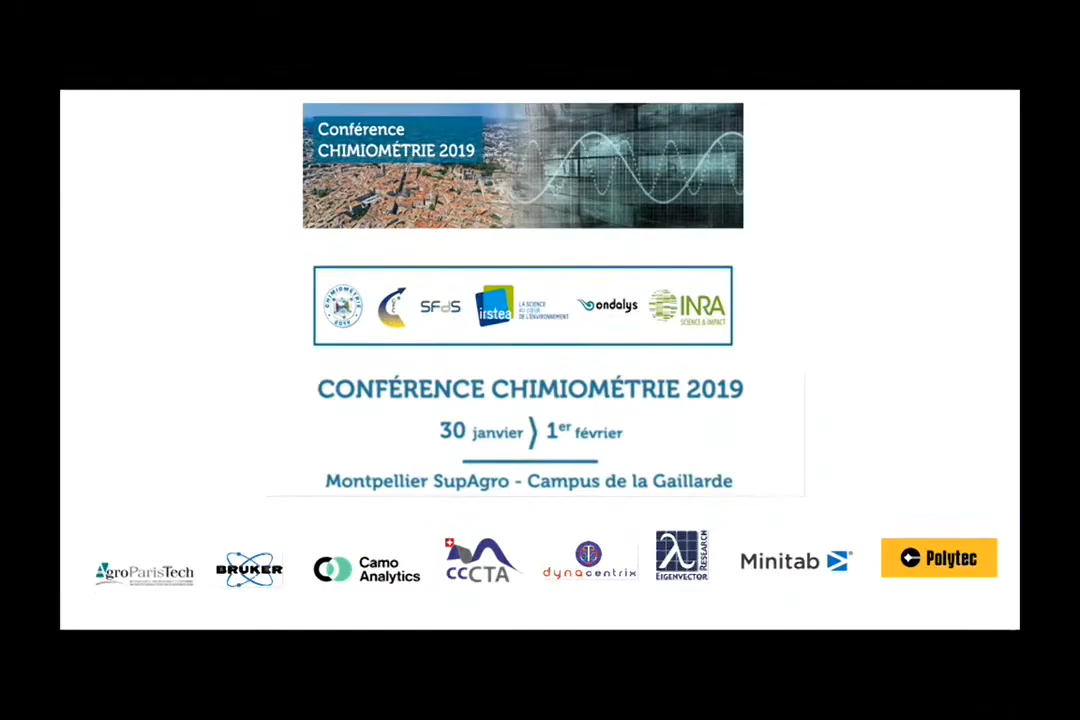 Conférence
CHIMIOMÉTRIE 2019
CHIMIOMÉTRIE
2019
SFdS
irstea
LA SCIENCE
AU CŒUR
DE L'ENVIRONNEMENT
ondalys
INRA
SCIENCE & IMPACT
CONFÉRENCE CHIMIOMÉTRIE 2019
30 janvier ⟩ 1er février
Montpellier SupAgro - Campus de la Gaillarde
AgroParisTech
BRUKER
Camo
Analytics
CCCTA
dynacentrix
EIGENVECTOR
RESEARCH
Minitab
Polytec